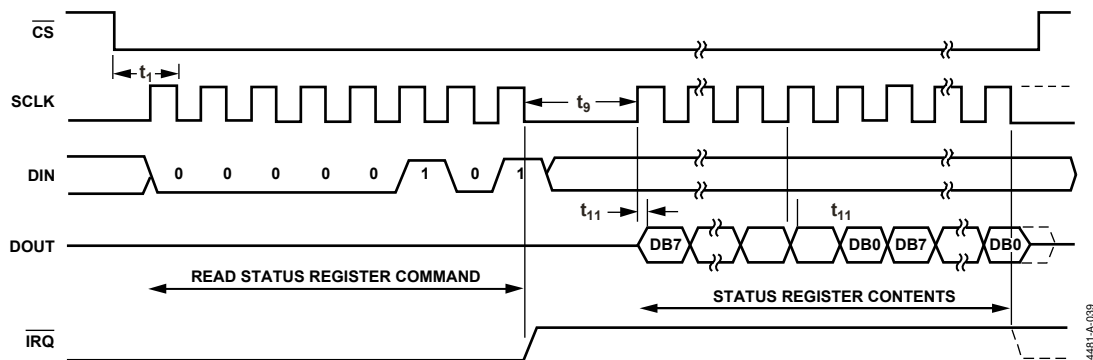 CS
t1
SCLK
t9
DIN
0 0 0 0 0 1 0 1
t11 t11
DOUT
DB7 DB0 DB7 DB0
READ STATUS REGISTER COMMAND
STATUS REGISTER CONTENTS
IRQ
4481-A-039